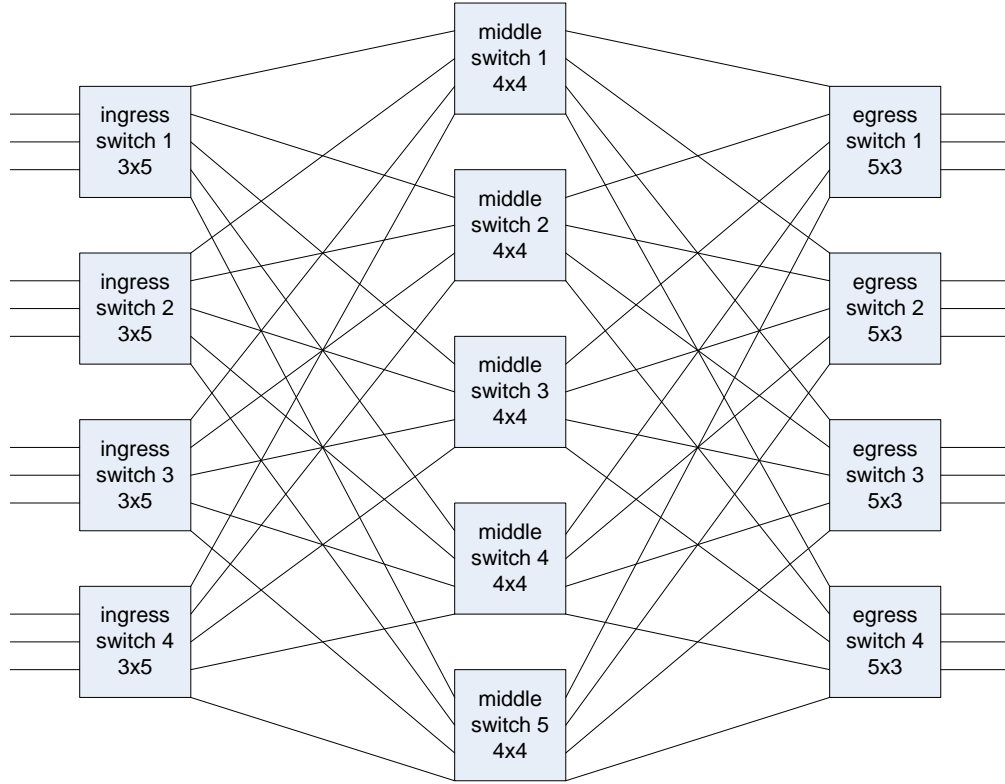 middle
switch 1
4x4
ingress
switch 1
3x5
egress
switch 1
5x3
middle
switch 2
4x4
ingress
switch 2
3x5
egress
switch 2
5x3
middle
switch 3
4x4
ingress
switch 3
3x5
egress
switch 3
5x3
middle
switch 4
4x4
ingress
switch 4
3x5
egress
switch 4
5x3
middle
switch 5
4x4